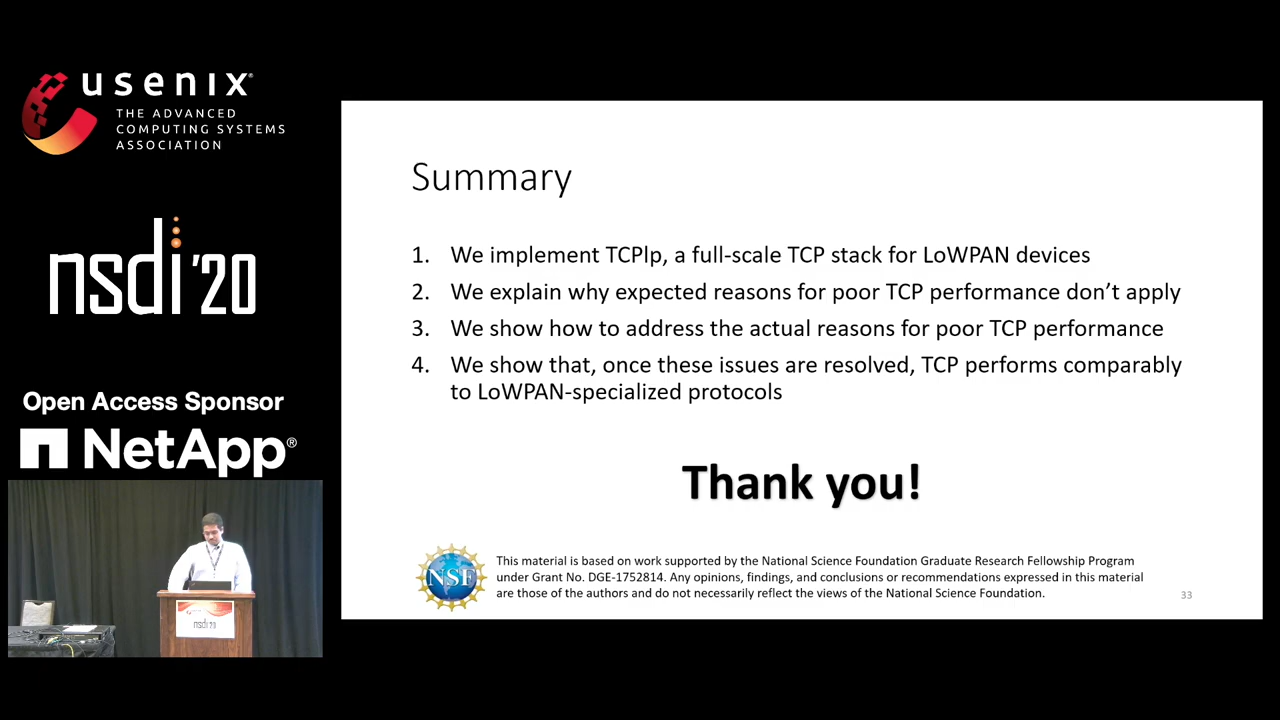 usenix®
THE ADVANCED
COMPUTING SYSTEMS
ASSOCIATION
nsdi '20
Open Access Sponsor
NetApp®
Summary
1. We implement TCPlp, a full-scale TCP stack for LoWPAN devices
2. We explain why expected reasons for poor TCP performance don’t apply
3. We show how to address the actual reasons for poor TCP performance
4. We show that, once these issues are resolved, TCP performs comparably
to LoWPAN-specialized protocols
Thank you!
NSF
This material is based on work supported by the National Science Foundation Graduate Research Fellowship Program
under Grant No. DGE-1752814. Any opinions, findings, and conclusions or recommendations expressed in this material
are those of the authors and do not necessarily reflect the views of the National Science Foundation.
33
nsdi '20